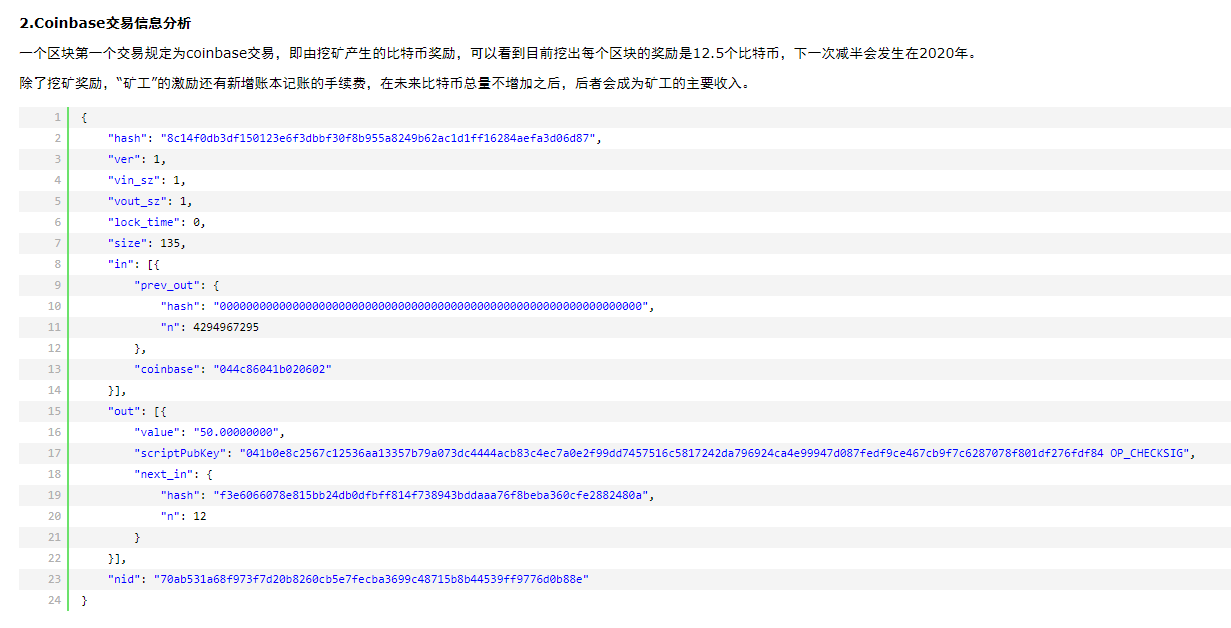 2.Coinbase交易信息分析
一个区块第一个交易规定为coinbase交易，即由挖矿产生的比特币奖励，可以看到目前挖出每个区块的奖励是12.5个比特币，下一次减半会发生在2020年。
除了挖矿奖励，“矿工”的激励还有新增账本记账的手续费，在未来比特币总量不增加之后，后者会成为矿工的主要收入。
1 {
2 "hash": "8c14f0db3df150123e6f3dbbf30f8b955a8249b62ac1d1ff16284aefa3d06d87",
3 "ver": 1,
4 "vin_sz": 1,
5 "vout_sz": 1,
6 "lock_time": 0,
7 "size": 135,
8 "in": [{
9 "prev_out": {
10 "hash": "0000000000000000000000000000000000000000000000000000000000000000",
11 "n": 4294967295
12 },
13 "coinbase": "044c86041b020602"
14 }],
15 "out": [{
16 "value": "50.00000000",
17 "scriptPubKey": "041b0e8c2567c12536aa13357b79a073dc4444acb83c4ec7a0e2f99dd7457516c5817242da796924ca4e99947d087fedf9ce467cb9f7c6287078f801df276fdf84 OP_CHECKSIG",
18 "next_in": {
19 "hash": "f3e6066078e815bb24db0dfbff814f738943bddaaa76f8beba360cfe2882480a",
20 "n": 12
21 }
22 }],
23 "nid": "70ab531a68f973f7d20b8260cb5e7fecba3699c48715b8b44539ff9776d0b88e"
24 }